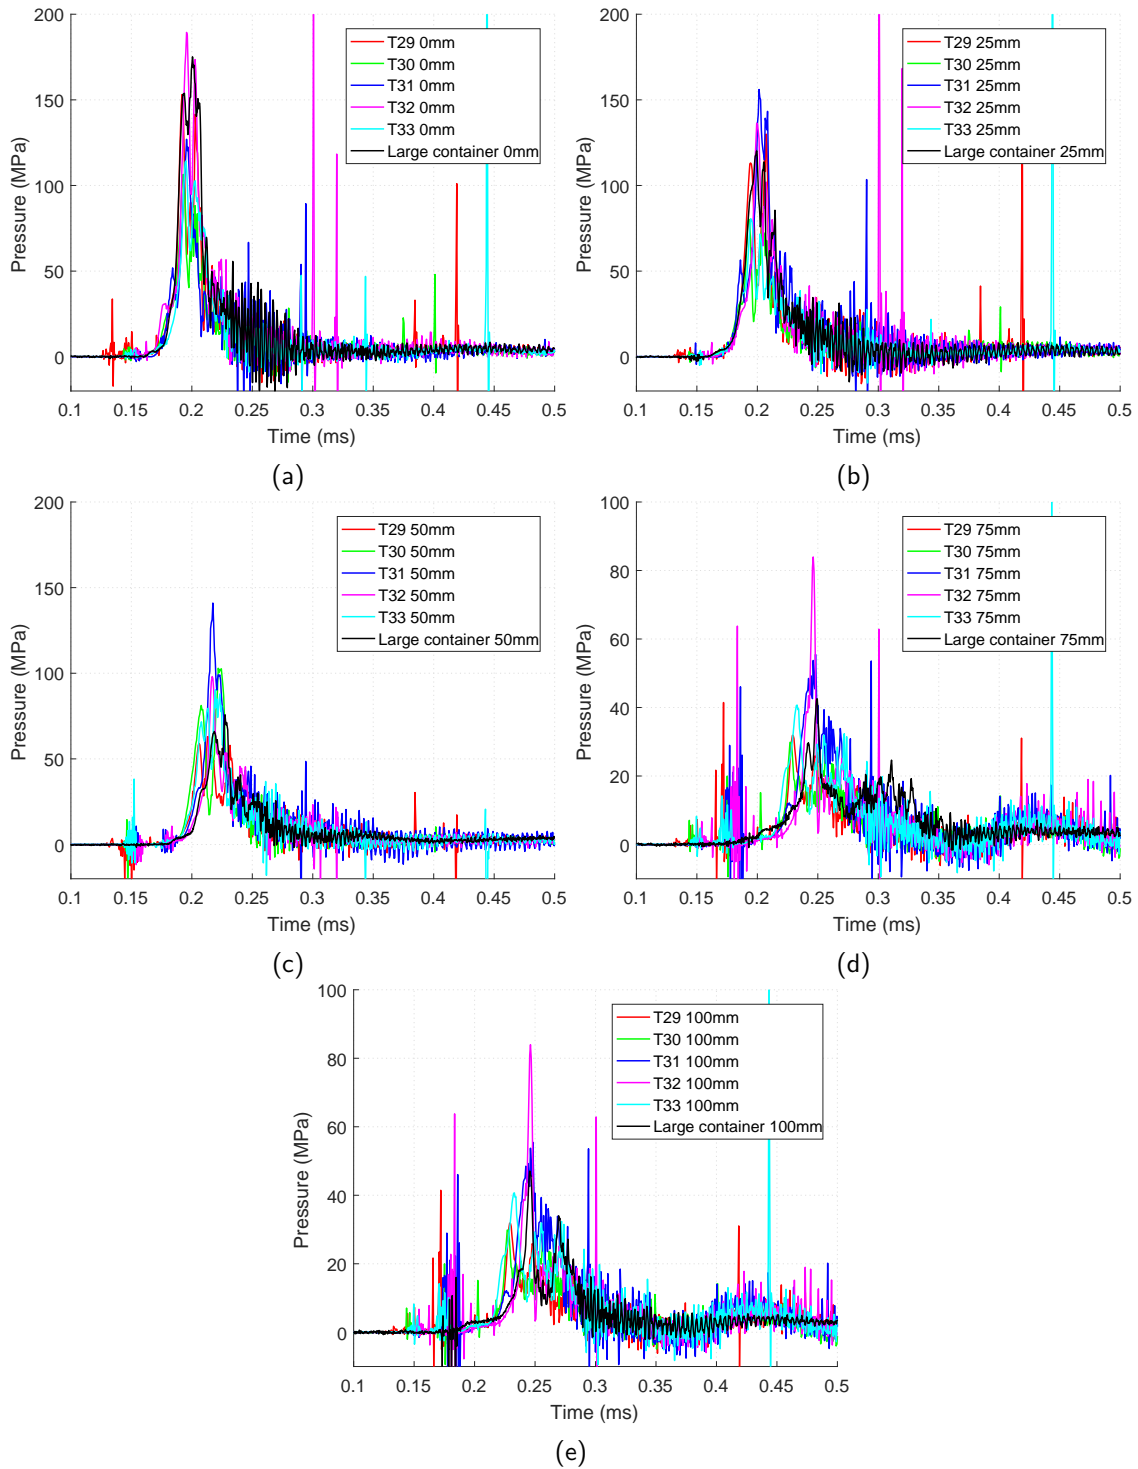 200
150
100
50
0
Pressure (MPa)
T29 0mm
T30 0mm
T31 0mm
T32 0mm
T33 0mm
Large container 0mm
0.1 0.15 0.2 0.25 0.3 0.35 0.4 0.45 0.5
Time (ms)
(a)
200
150
100
50
0
Pressure (MPa)
T29 25mm
T30 25mm
T31 25mm
T32 25mm
T33 25mm
Large container 25mm
0.1 0.15 0.2 0.25 0.3 0.35 0.4 0.45 0.5
Time (ms)
(b)
200
150
100
50
0
Pressure (MPa)
T29 50mm
T30 50mm
T31 50mm
T32 50mm
T33 50mm
Large container 50mm
0.1 0.15 0.2 0.25 0.3 0.35 0.4 0.45 0.5
Time (ms)
(c)
100
80
60
40
20
0
Pressure (MPa)
T29 75mm
T30 75mm
T31 75mm
T32 75mm
T33 75mm
Large container 75mm
0.1 0.15 0.2 0.25 0.3 0.35 0.4 0.45 0.5
Time (ms)
(d)
100
80
60
40
20
0
Pressure (MPa)
T29 100mm
T30 100mm
T31 100mm
T32 100mm
T33 100mm
Large container 100mm
0.1 0.15 0.2 0.25 0.3 0.35 0.4 0.45 0.5
Time (ms)
(e)